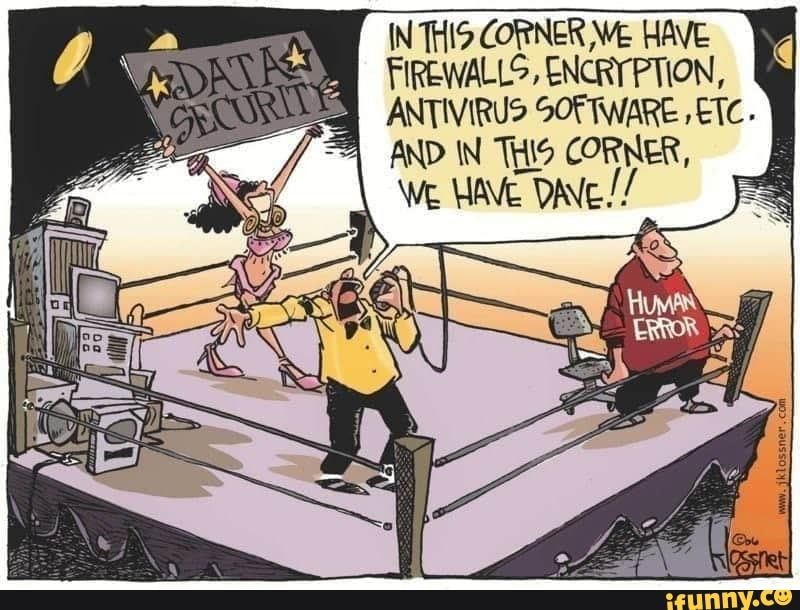 IN THIS CORNER, WE HAVE
FIREWALLS, ENCRYPTION,
ANTIVIRUS SOFTWARE, ETC.
AND IN THIS CORNER,
WE HAVE DAVE!!
DATA
SECURITY
HUMAN
ERROR
www.jklossner.com
©06
klossner
ifunny.co